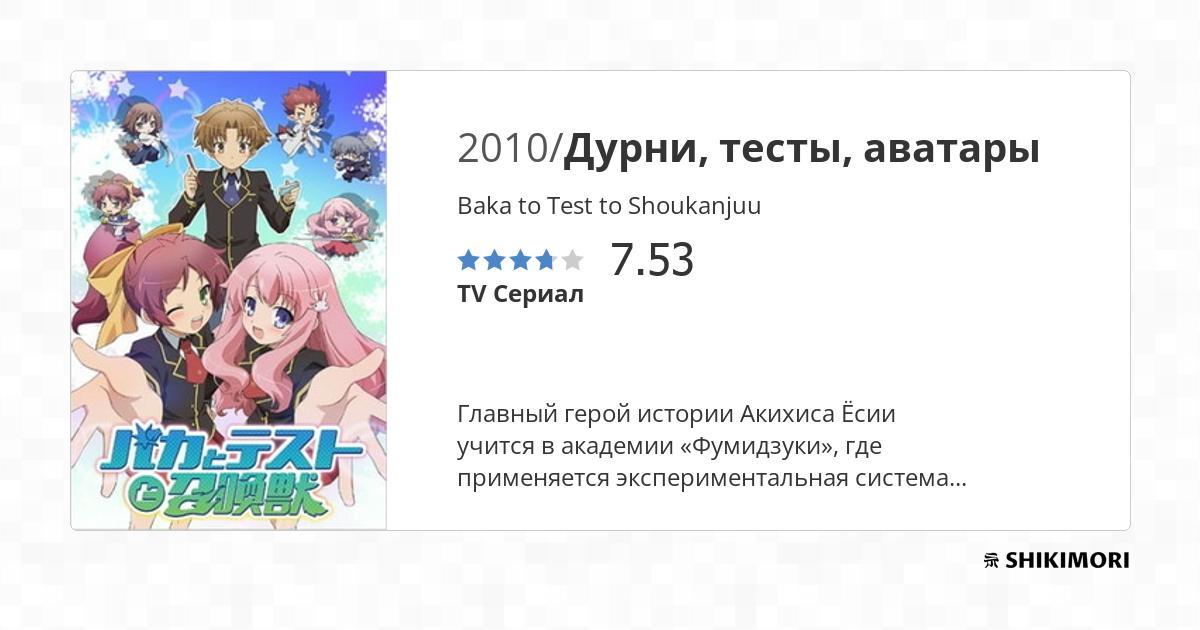 2010/Дурни, тесты, аватары
Baka to Test to Shoukanjuu
7.53
TV Сериал
Главный герой истории Акихиса Ёсии
учится в академии «Фумидзуки», где
применяется экспериментальная система...
バカとテスト
と召喚獣
SHIKIMORI